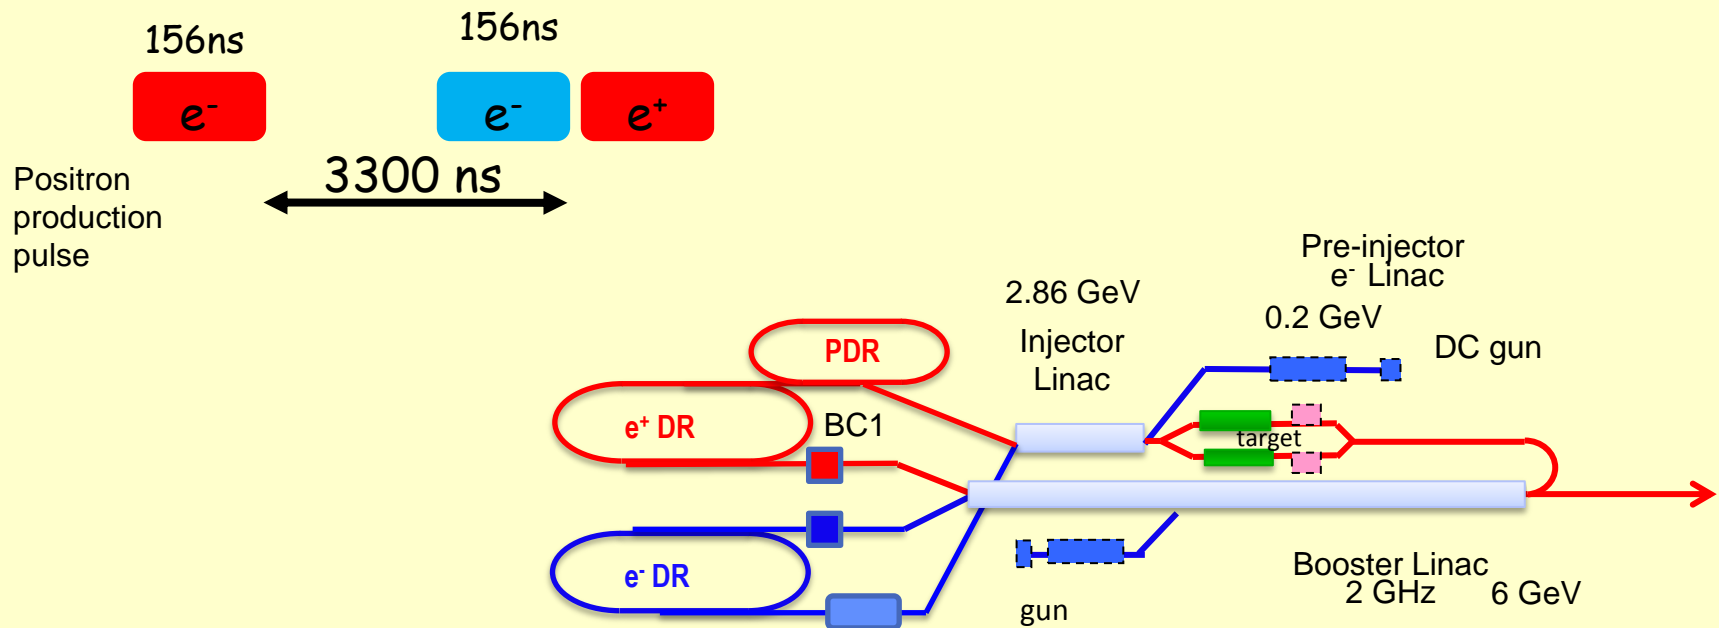 156ns
156ns
e⁻
e⁻
e⁺
3300 ns
Positron
production
pulse
Pre-injector
e⁻ Linac
2.86 GeV
0.2 GeV
DC gun
Injector
Linac
PDR
e⁺ DR
BC1
target
e⁻ DR
gun
Booster Linac
2 GHz 6 GeV